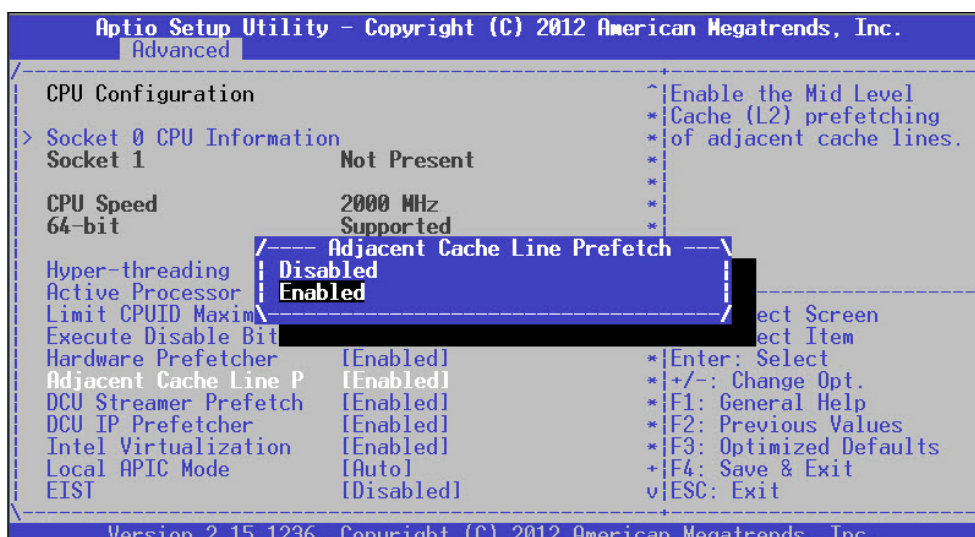 Aptio Setup Utility - Copyright (C) 2012 American Megatrends, Inc.
Advanced
CPU Configuration
> Socket 0 CPU Information
Socket 1 Not Present
CPU Speed 2000 MHz
64-bit Supported
Hyper-threading
Active Processor
Limit CPUID Maxim
Execute Disable Bit
Hardware Prefetcher [Enabled]
Adjacent Cache Line P [Enabled]
DCU Streamer Prefetch [Enabled]
DCU IP Prefetcher [Enabled]
Intel Virtualization [Enabled]
Local APIC Mode [Auto]
EIST [Disabled]
Adjacent Cache Line Prefetch
Disabled
Enabled
Enable the Mid Level
Cache (L2) prefetching
of adjacent cache lines.
ect Screen
ect Item
Enter: Select
+/-: Change Opt.
F1: General Help
F2: Previous Values
F3: Optimized Defaults
F4: Save & Exit
ESC: Exit
Version 2.15.1236. Copyright (C) 2012 American Megatrends, Inc.